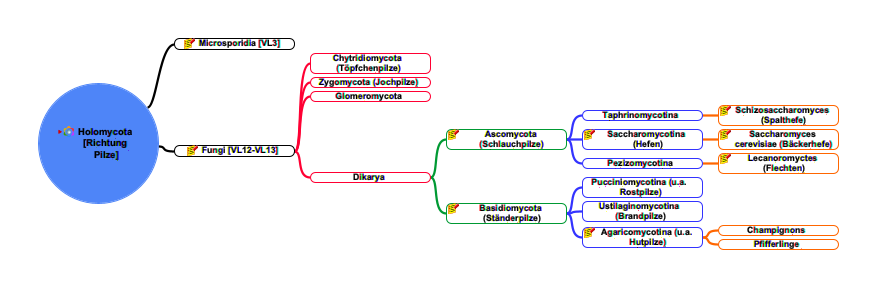 Holomycota
[Richtung
Pilze]
Microsporidia [VL3]
Fungi [VL12-VL13]
Chytridiomycota
(Töpfchenpilze)
Zygomycota (Jochpilze)
Glomeromycota
Dikarya
Ascomycota
(Schlauchpilze)
Taphrinomycotina
Schizosaccharomyces
(Spalthefe)
Saccharomycotina
(Hefen)
Saccharomyces
cerevisiae (Bäckerhefe)
Pezizomycotina
Lecanoromyctes
(Flechten)
Basidiomycota
(Ständerpilze)
Pucciniomycotina (u.a.
Rostpilze)
Ustilaginomycotina
(Brandpilze)
Agaricomycotina (u.a.
Hutpilze)
Champignons
Pfifferlinge